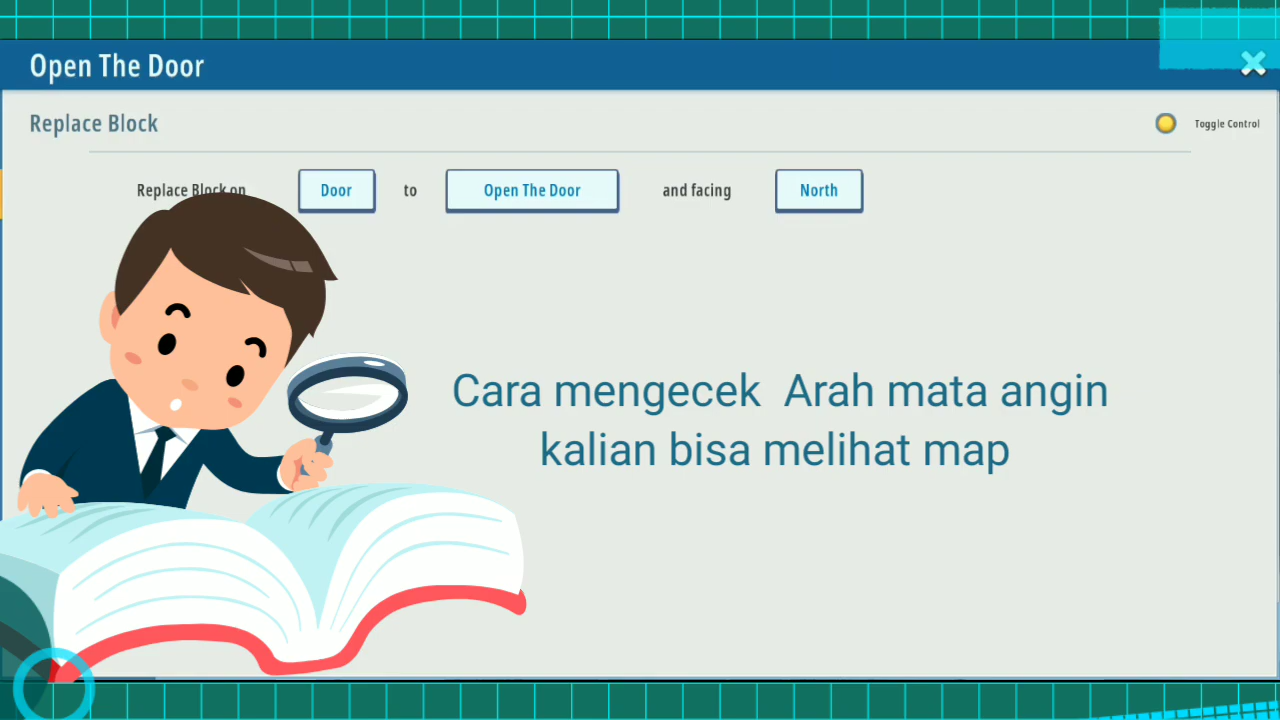 Open The Door
Replace Block
Toggle Control
Replace Block on Door to Open The Door and facing North
Cara mengecek Arah mata angin
kalian bisa melihat map